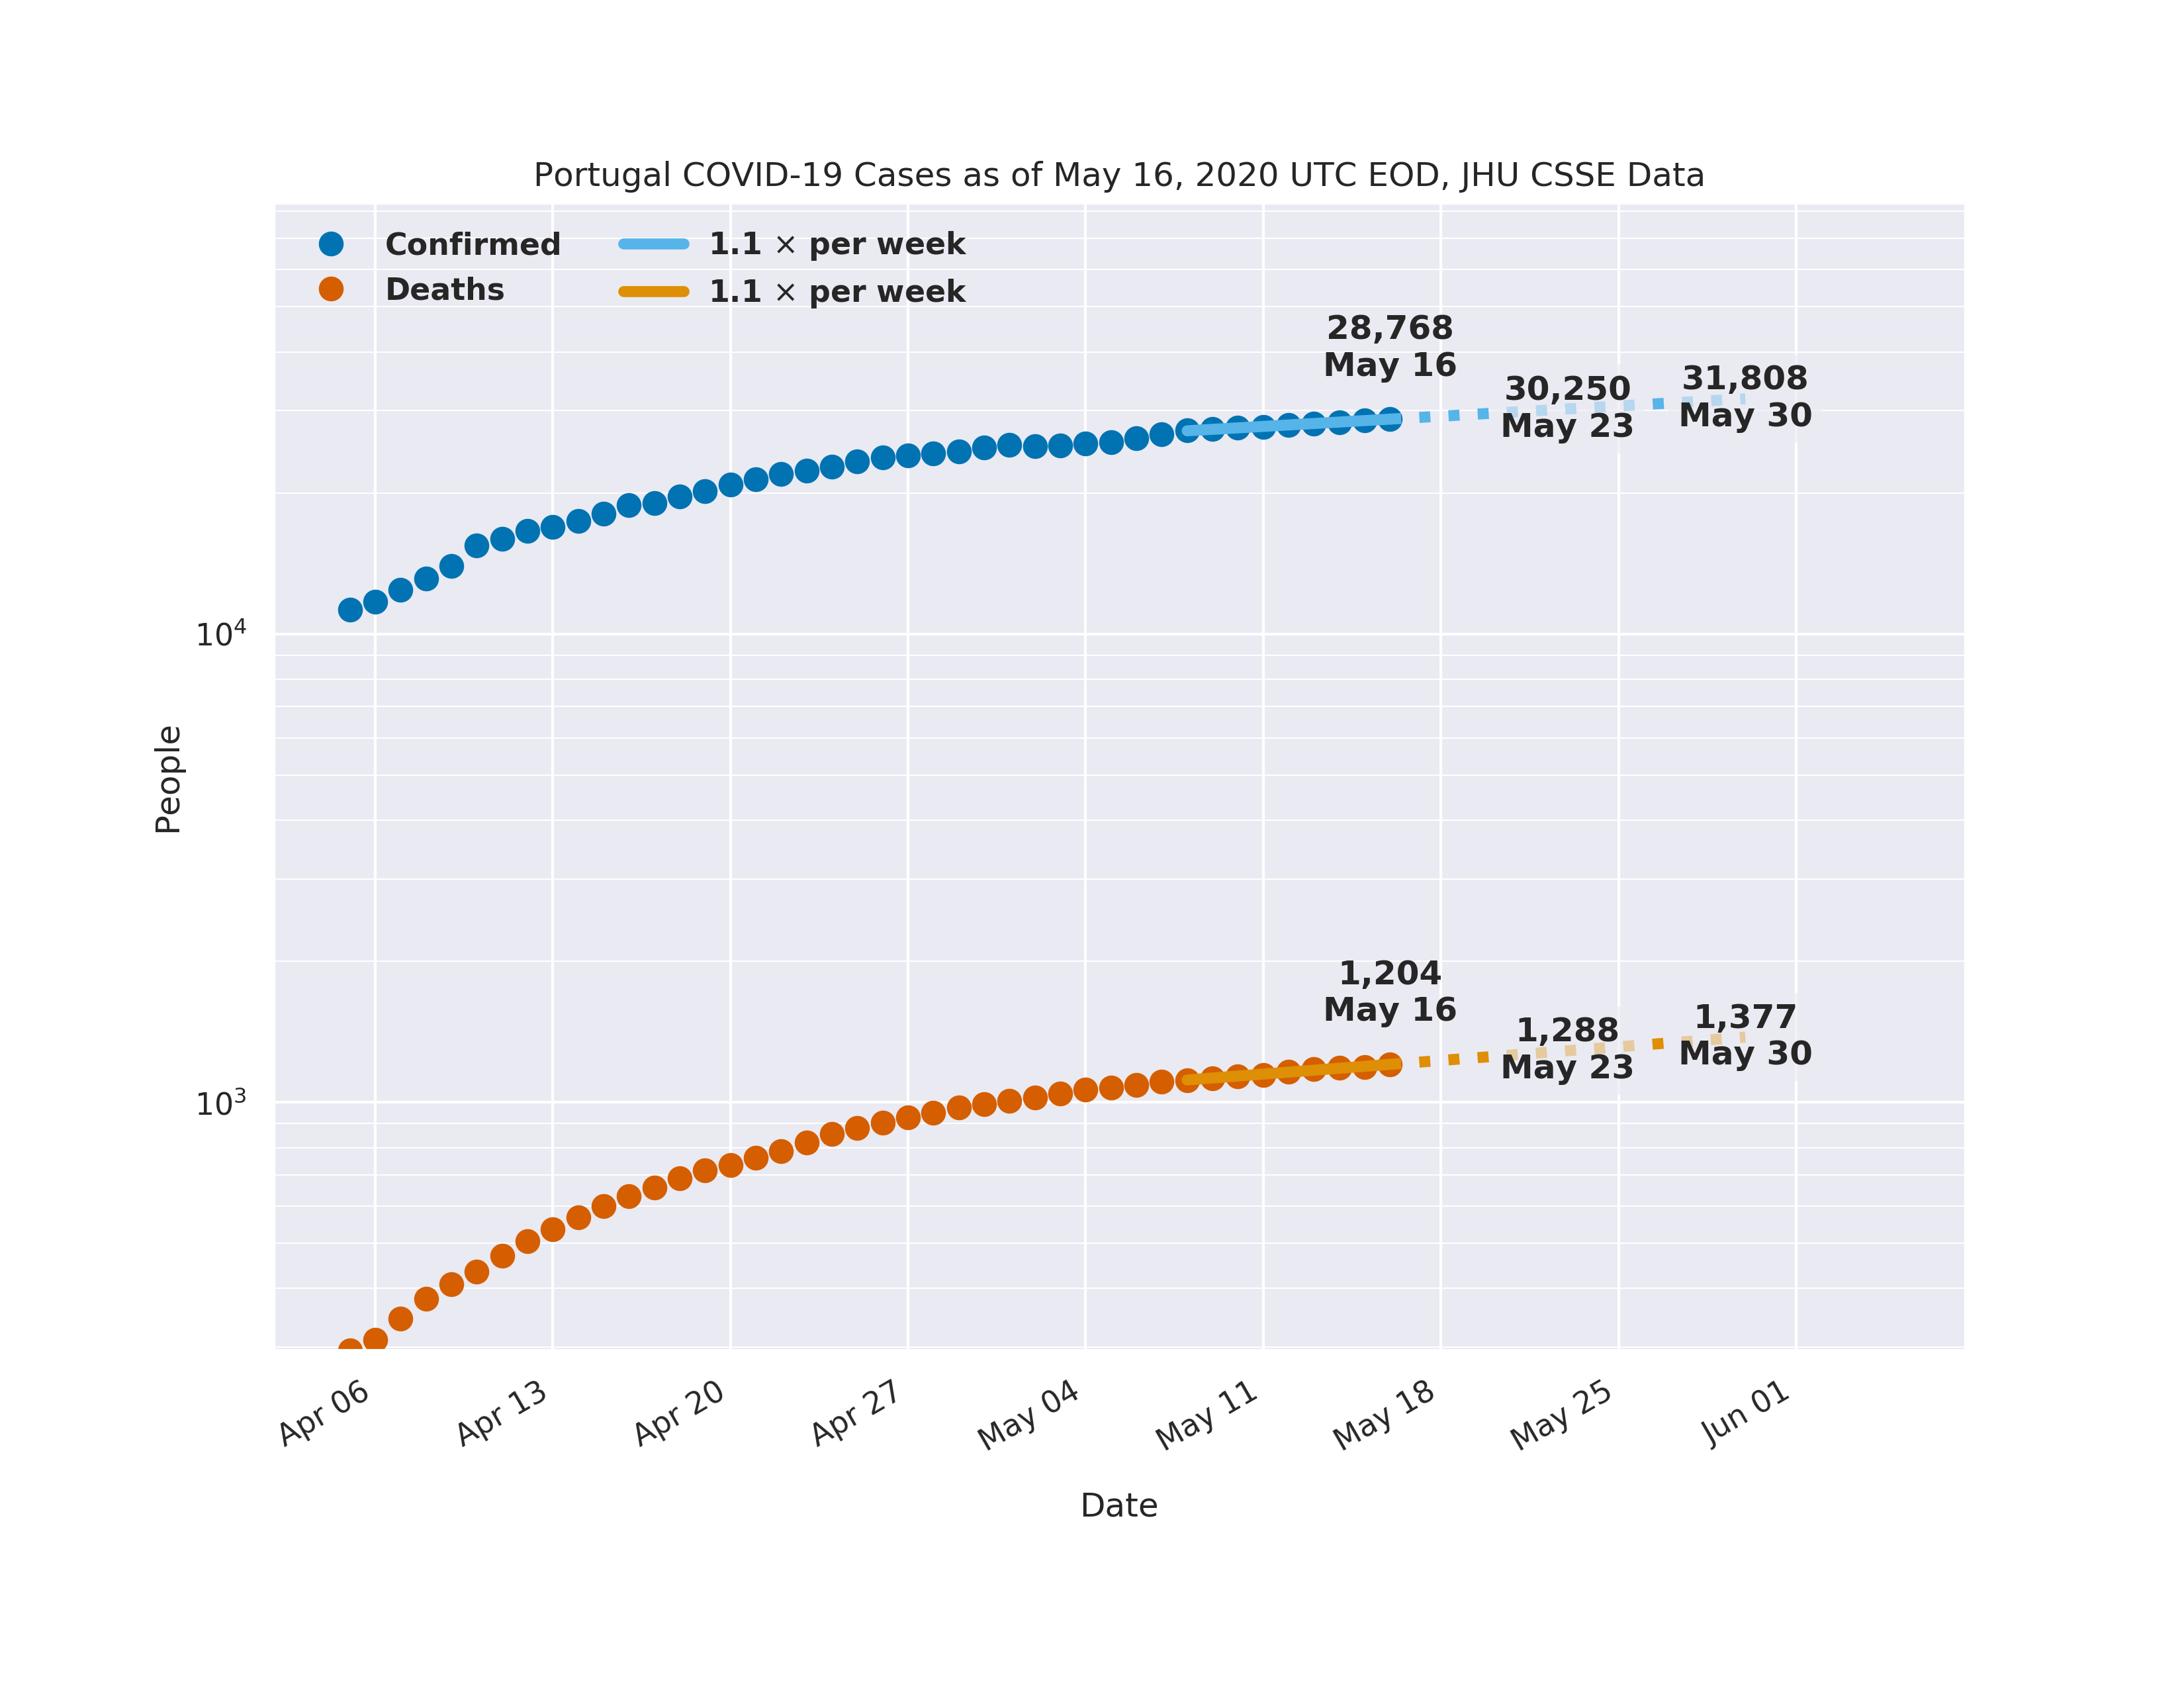 Portugal COVID-19 Cases as of May 16, 2020 UTC EOD, JHU CSSE Data
Confirmed
Deaths
1.1 × per week
1.1 × per week
28,768
May 16
30,250
May 23
31,808
May 30
10⁴
People
1,204
May 16
1,288
May 23
1,377
May 30
10³
Apr 06
Apr 13
Apr 20
Apr 27
May 04
May 11
May 18
May 25
Jun 01
Date